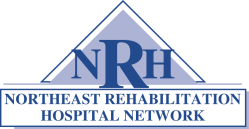 NRH
NORTHEAST REHABILITATION
HOSPITAL NETWORK